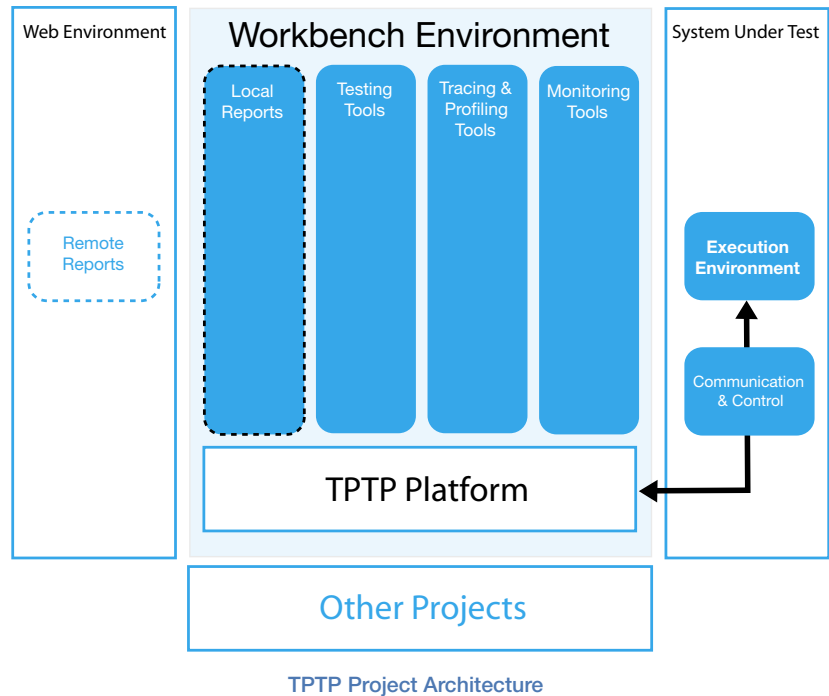 Web Environment
Workbench Environment
System Under Test
Local
Reports
Testing
Tools
Tracing &
Profiling
Tools
Monitoring
Tools
Remote
Reports
Execution
Environment
Communication
& Control
TPTP Platform
Other Projects
TPTP Project Architecture